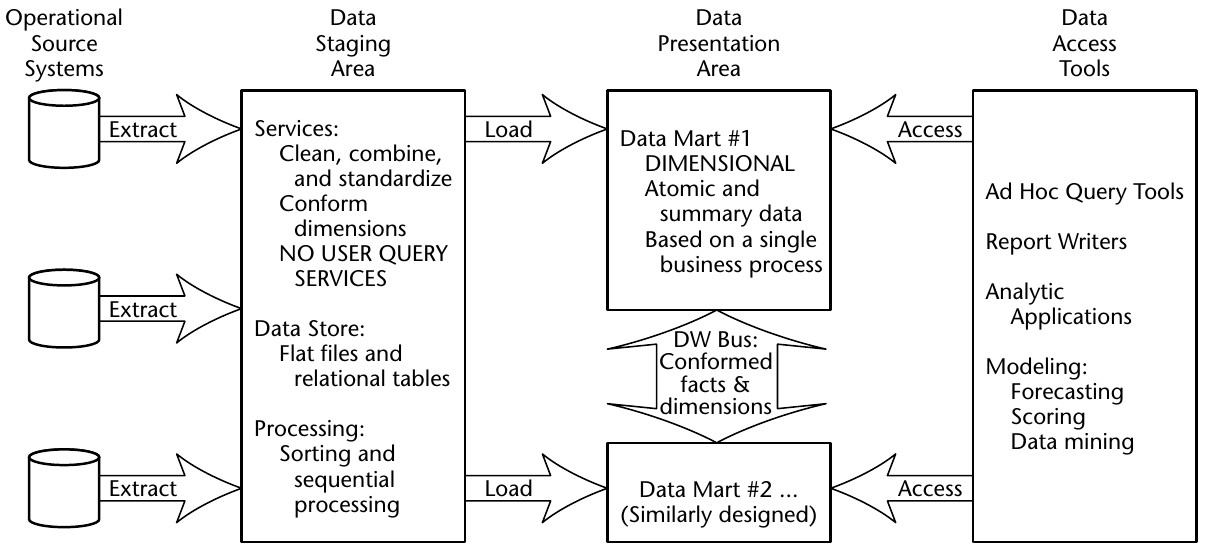 Operational
Source
Systems
Data
Staging
Area
Data
Presentation
Area
Data
Access
Tools
Extract
Extract
Extract
Services:
Clean, combine,
and standardize
Conform
dimensions
NO USER QUERY
SERVICES
Data Store:
Flat files and
relational tables
Processing:
Sorting and
sequential
processing
Load
Load
Data Mart #1
DIMENSIONAL
Atomic and
summary data
Based on a single
business process
DW Bus:
Conformed
facts &
dimensions
Data Mart #2 ...
(Similarly designed)
Access
Access
Ad Hoc Query Tools
Report Writers
Analytic
Applications
Modeling:
Forecasting
Scoring
Data mining